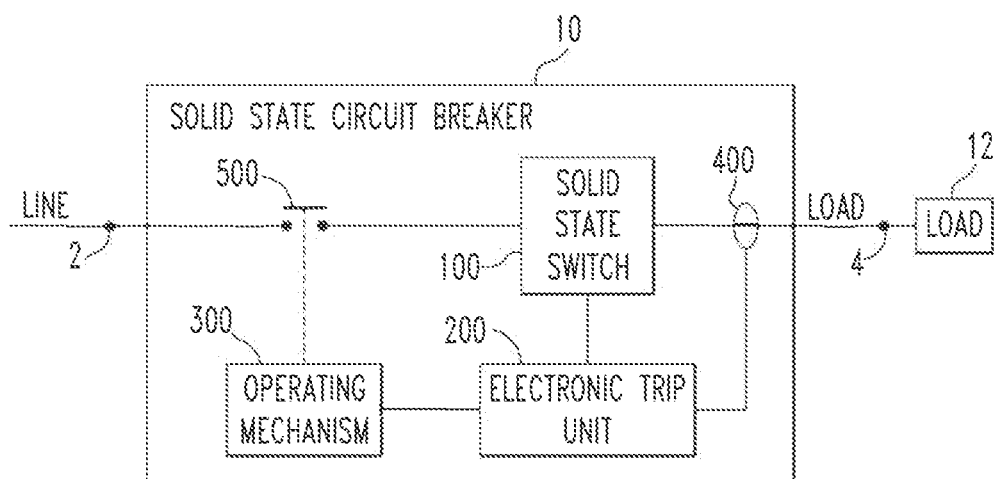 10
SOLID STATE CIRCUIT BREAKER
500
400
12
LINE
SOLID
STATE
SWITCH
LOAD
LOAD
2
100
4
300
200
OPERATING
MECHANISM
ELECTRONIC TRIP
UNIT